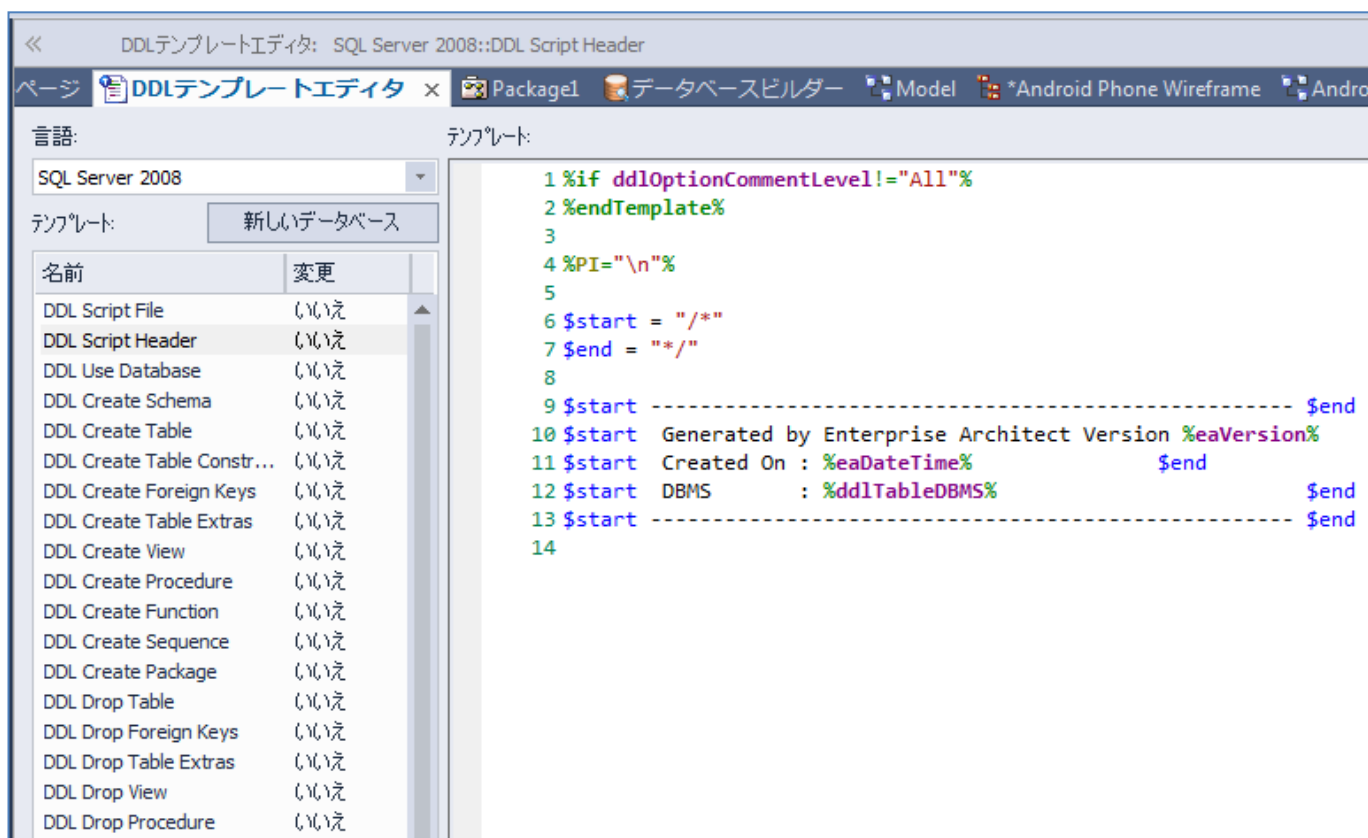 DDLテンプレートエディタ: SQL Server 2008::DDL Script Header
ページ DDLテンプレートエディタ × Package1 データベースビルダー Model *Android Phone Wireframe Andro
言語:
SQL Server 2008
テンプレート: 新しいデータベース
名前 変更
DDL Script File いいえ
DDL Script Header いいえ
DDL Use Database いいえ
DDL Create Schema いいえ
DDL Create Table いいえ
DDL Create Table Constr... いいえ
DDL Create Foreign Keys いいえ
DDL Create Table Extras いいえ
DDL Create View いいえ
DDL Create Procedure いいえ
DDL Create Function いいえ
DDL Create Sequence いいえ
DDL Create Package いいえ
DDL Drop Table いいえ
DDL Drop Foreign Keys いいえ
DDL Drop Table Extras いいえ
DDL Drop View いいえ
DDL Drop Procedure いいえ
テンプレート:
1 %if ddlOptionCommentLevel!="All"%
2 %endTemplate%
3
4 %PI="\n"%
5
6 $start = "/*"
7 $end = "*/"
8
9 $start ---------------------------------------------------- $end
10 $start  Generated by Enterprise Architect Version %eaVersion%
11 $start  Created On : %eaDateTime%               $end
12 $start  DBMS       : %ddlTableDBMS%                         $end
13 $start ---------------------------------------------------- $end
14